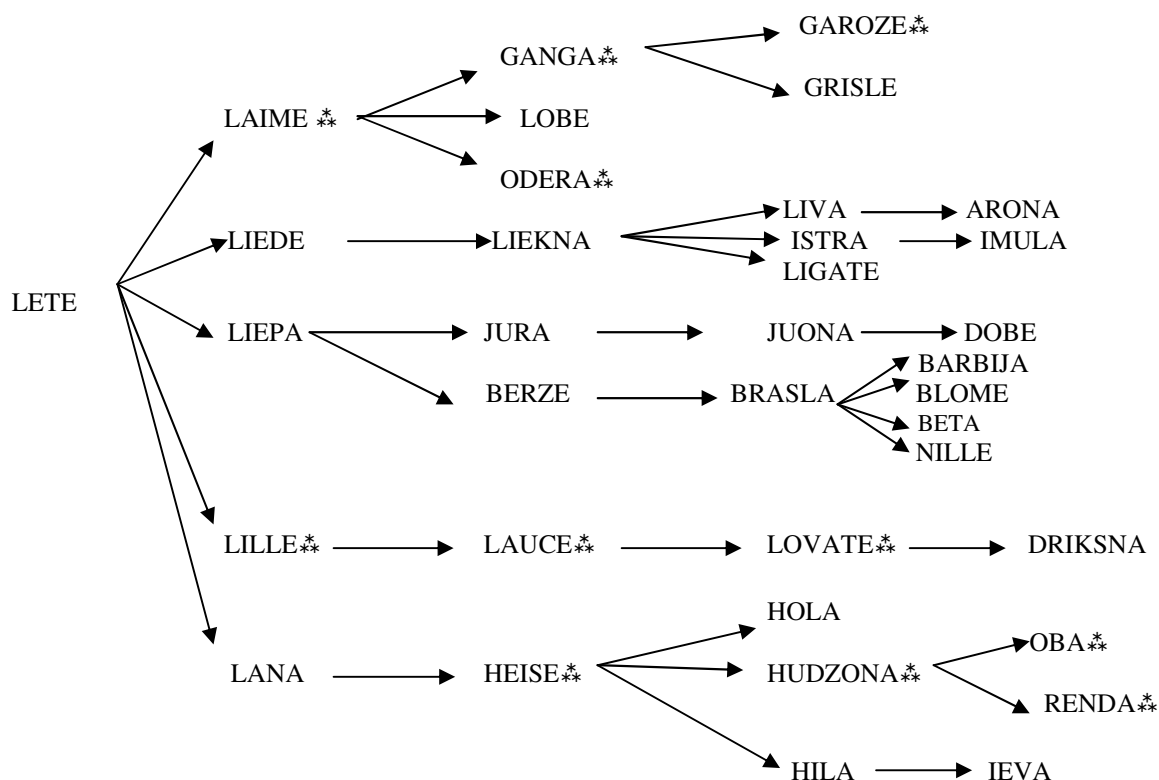 GAROZE⁂
GANGA⁂
GRISLE
LAIME ⁂
LOBE
ODERA⁂
LIVA ARONA
LIEDE LIEKNA ISTRA IMULA
LIGATE
LETE
LIEPA JURA JUONA DOBE
BARBIJA
BERZE BRASLA BLOME
BETA
NILLE
LILLE⁂ LAUCE⁂ LOVATE⁂ DRIKSNA
HOLA
OBA⁂
LANA HEISE⁂ HUDZONA⁂
RENDA⁂
HILA IEVA